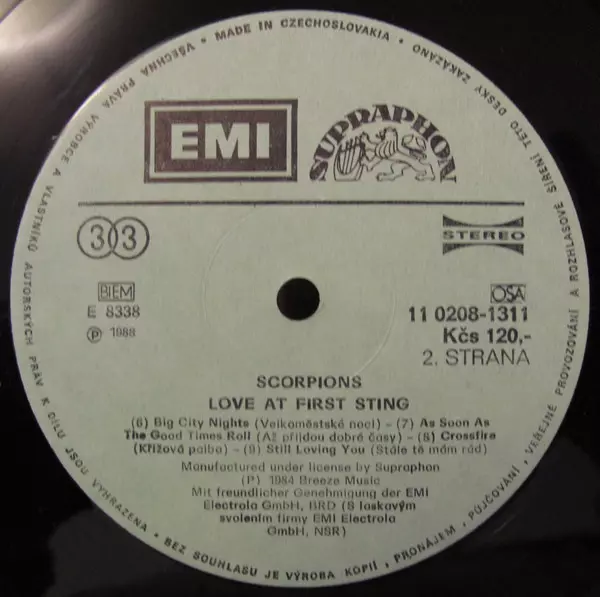 VŠECHNA PRÁVA VÝROBCE A VLASTNÍKŮ AUTORSKÝCH PRÁV K DÍLU JSOU VYHRAZENA • BEZ SOUHLASU JE VÝROBA KOPIÍ, PRONÁJEM, PŮJČOVÁNÍ, VEŘEJNÉ PROVOZOVÁNÍ A ROZHLASOVÉ ŠÍŘENÍ TÉTO DESKY ZAKÁZÁNO • MADE IN CZECHOSLOVAKIA •
EMI
SUPRAPHON
33
STEREO
BIEM
E 8338
Ⓟ 1988
OSA
11 0208-1311
Kčs 120,-
2. STRANA
SCORPIONS
LOVE AT FIRST STING
(6) Big City Nights (Velkoměstské noci) - (7) As Soon As
The Good Times Roll (Až přijdou dobré časy) - (8) Crossfire
(Křížová palba) - (9) Still Loving You (Stále tě mám rád)
Manufactured under license by Supraphon
(P) 1984 Breeze Music
Mit freundlicher Genehmigung der EMI
Electrola GmbH, BRD (S laskavým
svolením firmy EMI Electrola
GmbH, NSR)